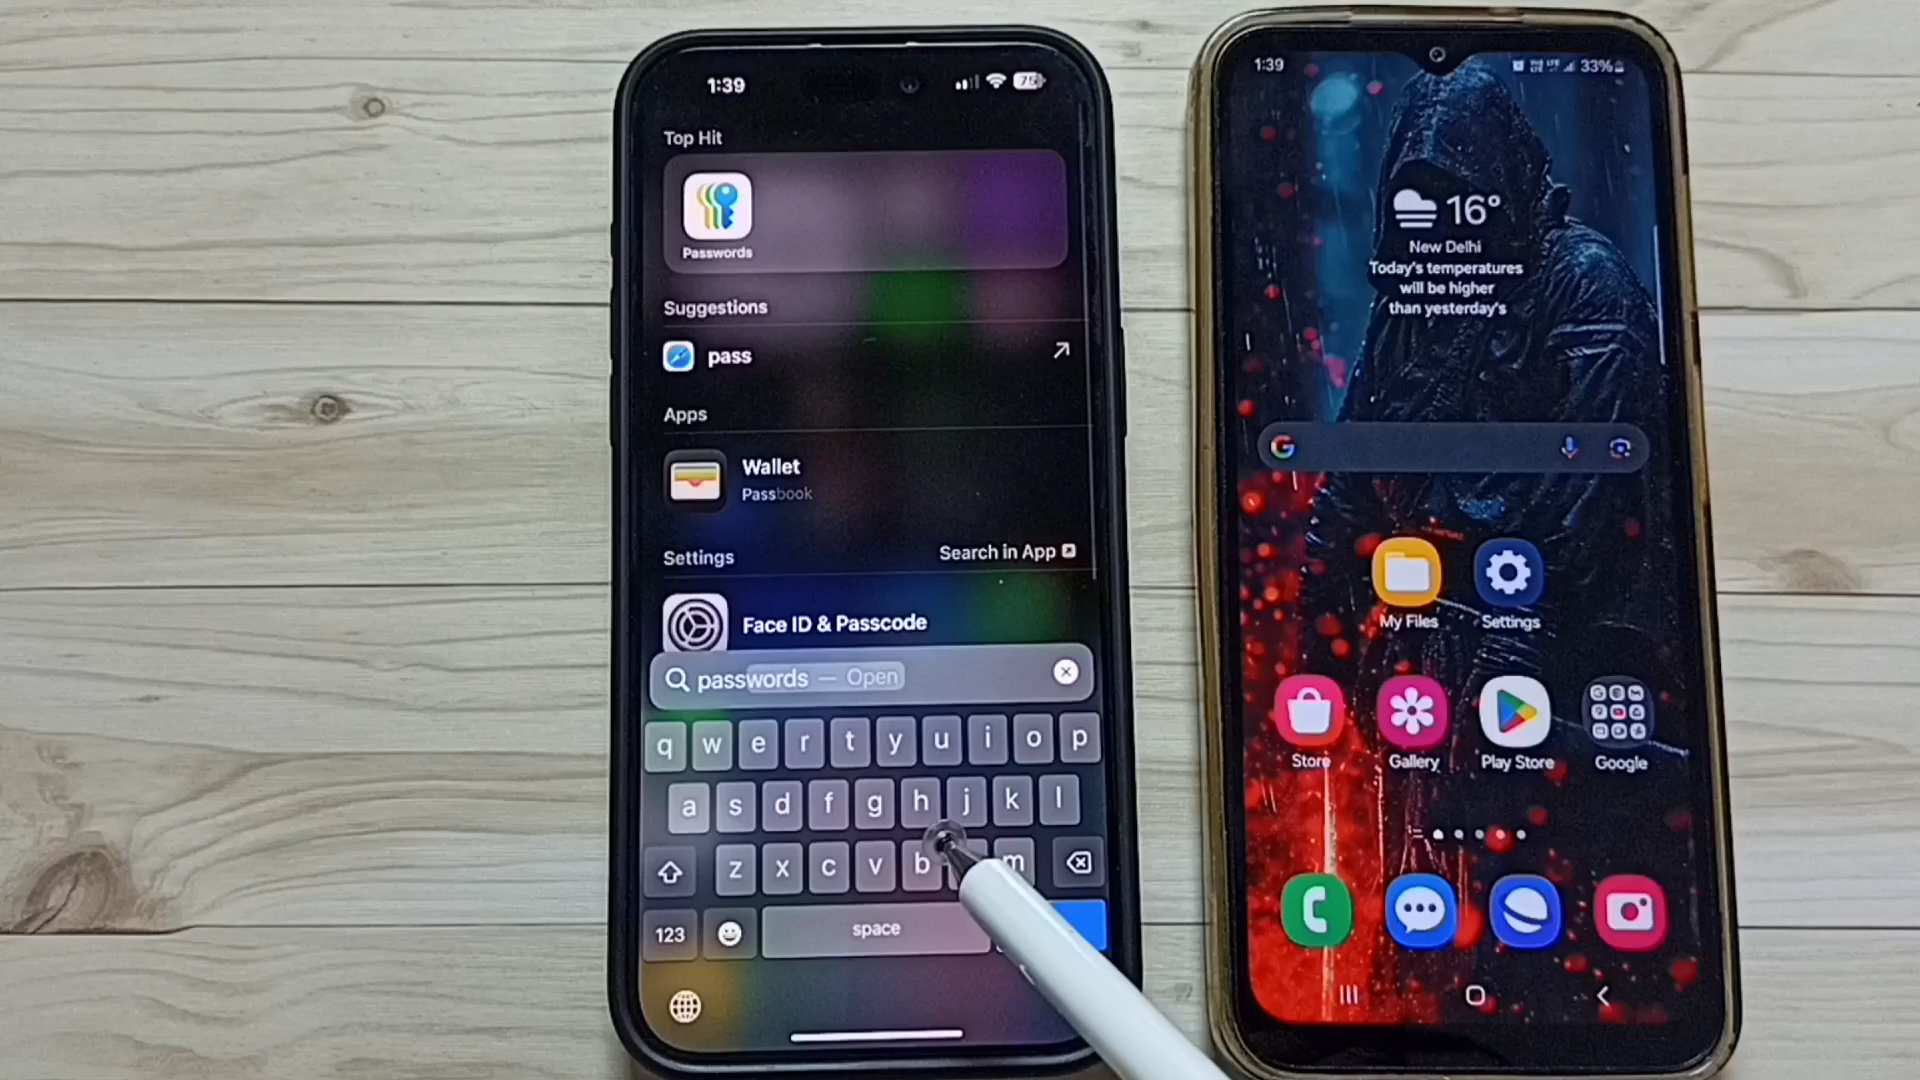 1:39
75
Top Hit
Passwords
Suggestions
pass
Apps
Wallet
Passbook
Settings
Search in App
Face ID & Passcode
passwords — Open
q w e r t y u i o p
a s d f g h j k l
z x c v b m
123
space
1:39
33%
16°
New Delhi
Today's temperatures
will be higher
than yesterday's
G
My Files
Settings
Store
Gallery
Play Store
Google